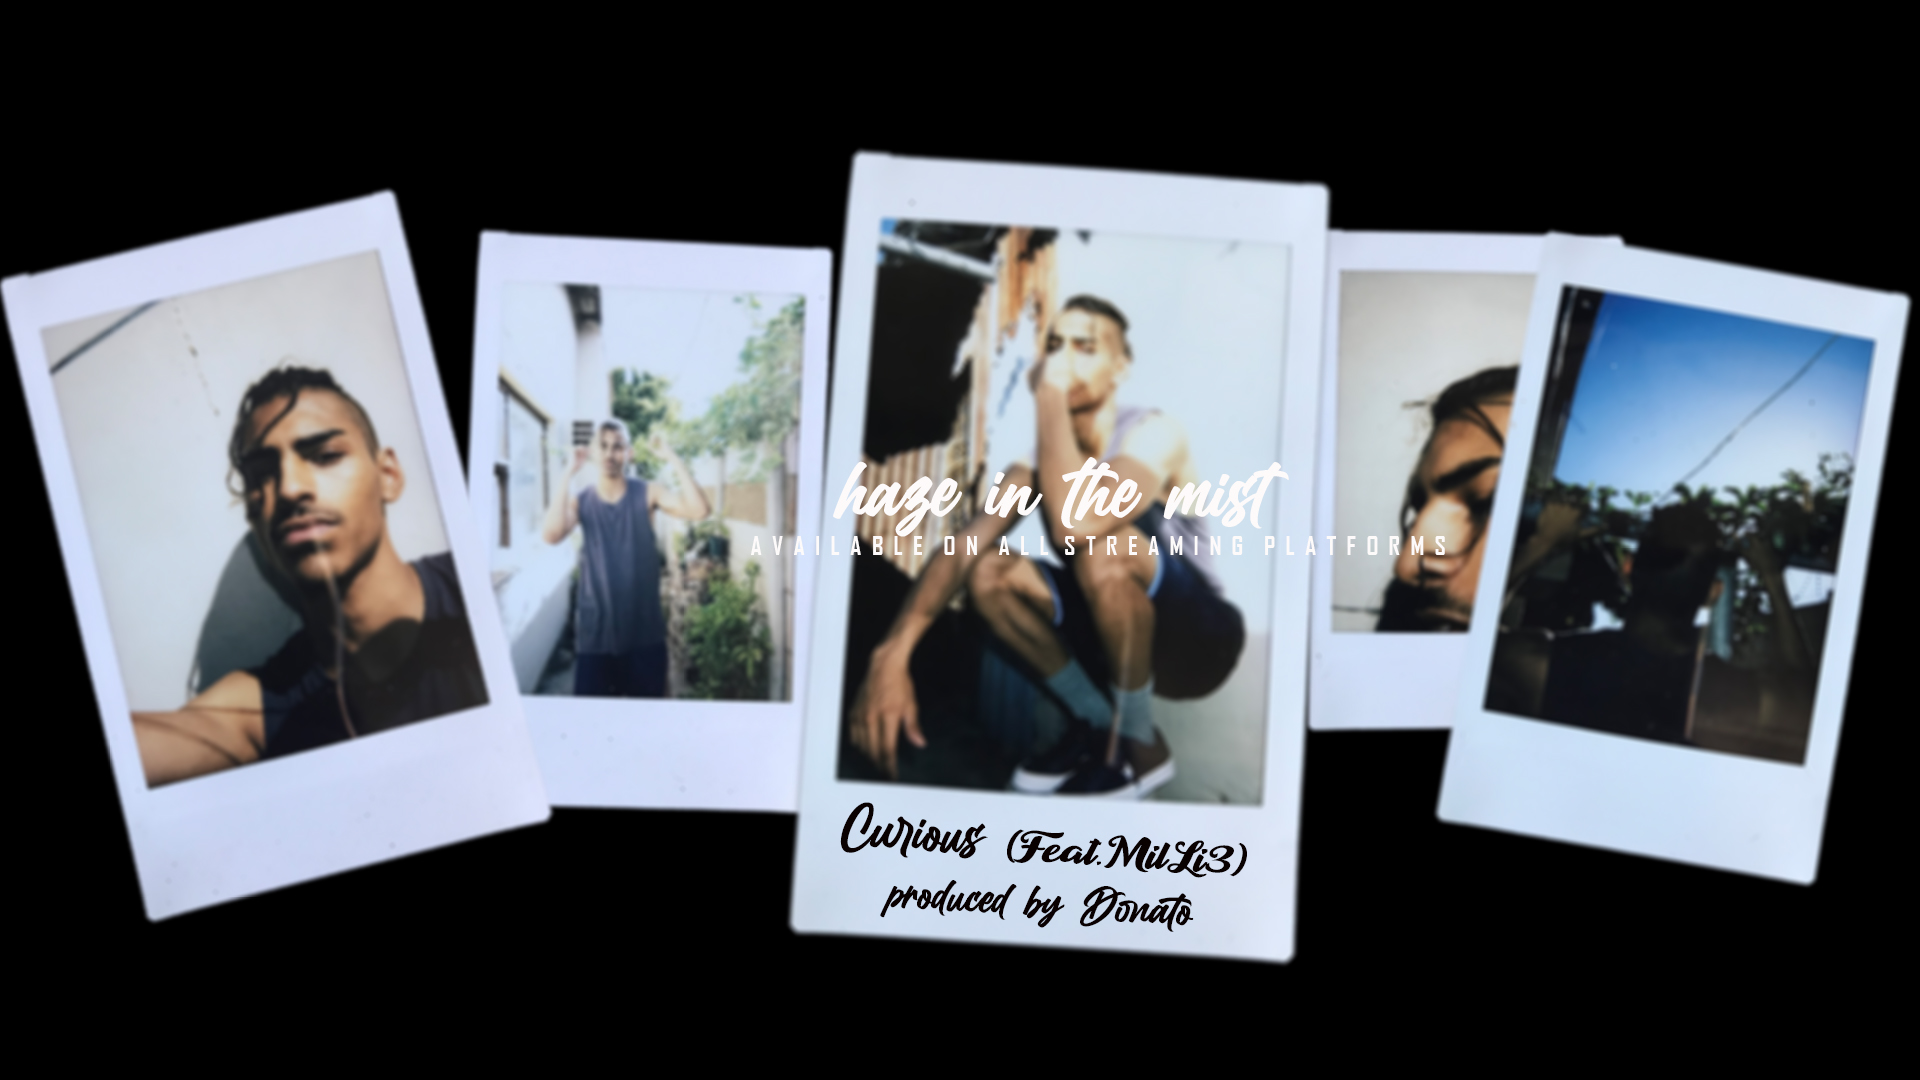 haze in the mist
AVAILABLE ON ALL STREAMING PLATFORMS
Curious (Feat.MilLi3)
produced by Donato